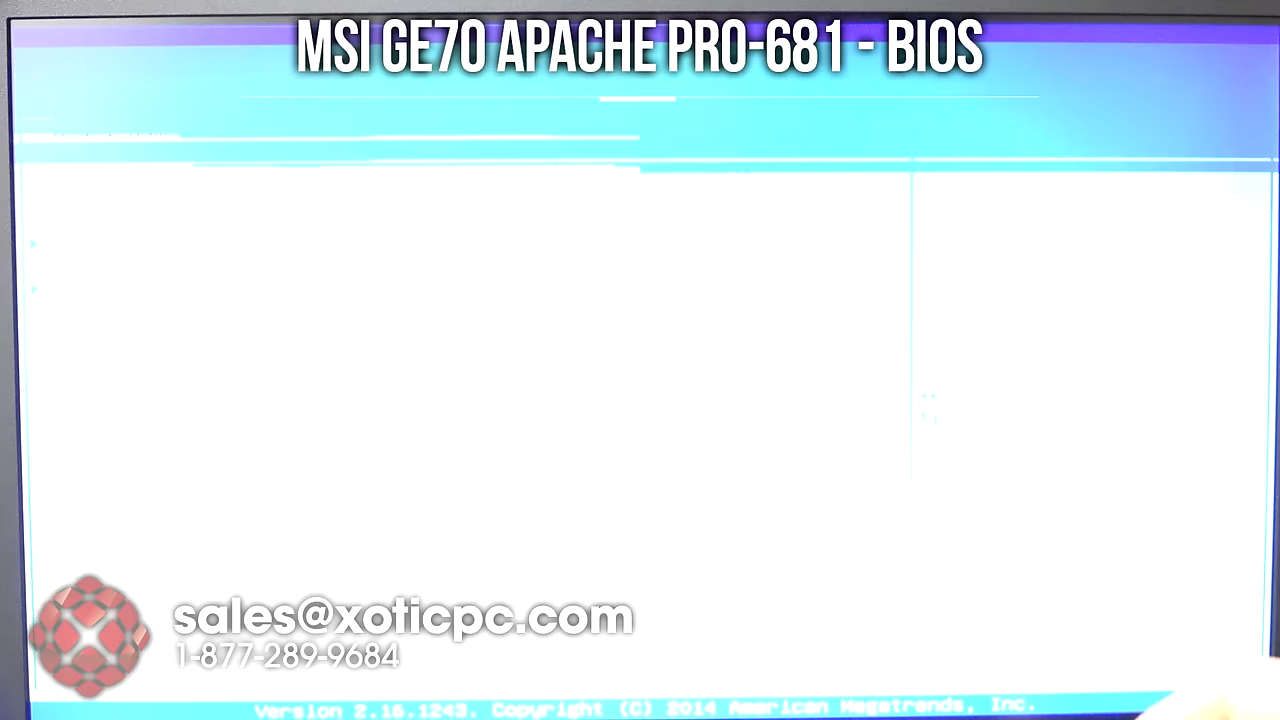 MSI GE70 APACHE PRO-681 - BIOS
sales@xoticpc.com
1-877-289-9684
Version 2.16.1243. Copyright (C) 2014 American Megatrends, Inc.